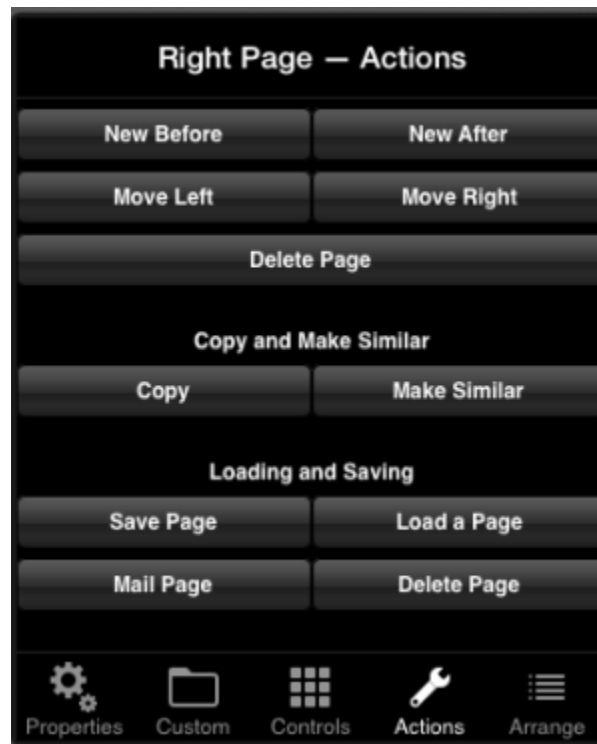 Right Page — Actions
New Before New After
Move Left Move Right
Delete Page
Copy and Make Similar
Copy Make Similar
Loading and Saving
Save Page Load a Page
Mail Page Delete Page
Properties Custom Controls Actions Arrange